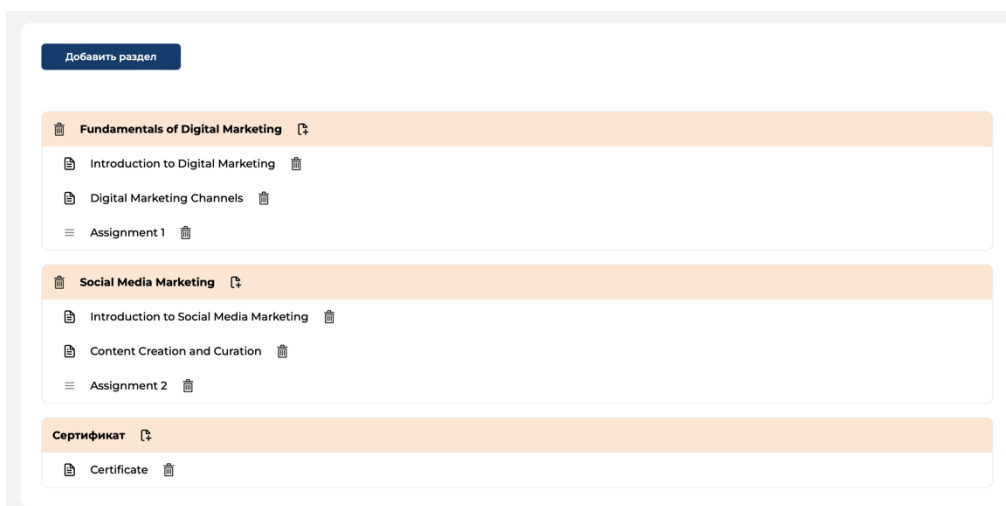 Добавить раздел
Fundamentals of Digital Marketing
Introduction to Digital Marketing
Digital Marketing Channels
Assignment 1
Social Media Marketing
Introduction to Social Media Marketing
Content Creation and Curation
Assignment 2
Сертификат
Certificate